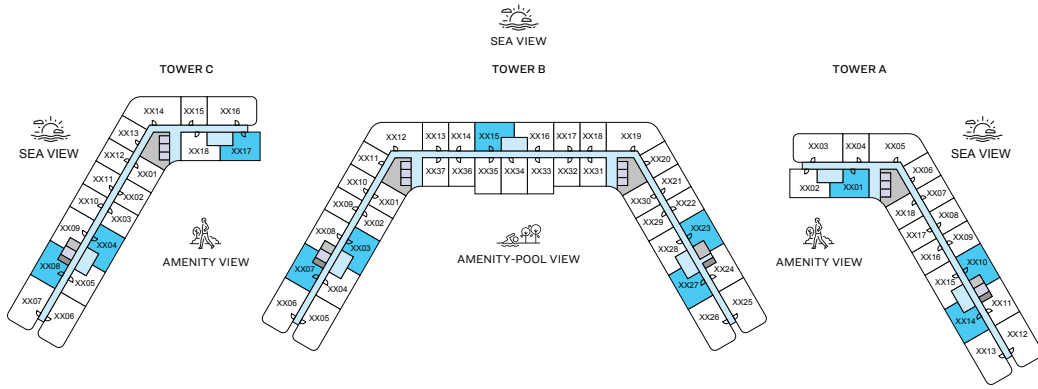 SEA VIEW
TOWER C
TOWER B
TOWER A
SEA VIEW
XX14
XX15
XX16
XX13
XX12
XX11
XX10
XX09
XX08
XX07
XX06
XX05
XX04
XX03
XX02
XX01
XX18
XX17
AMENITY VIEW
XX12
XX13
XX14
XX15
XX16
XX17
XX18
XX19
XX11
XX10
XX09
XX08
XX07
XX06
XX05
XX04
XX03
XX02
XX01
XX37
XX36
XX35
XX34
XX33
XX32
XX31
XX30
XX29
XX28
XX27
XX26
XX20
XX21
XX22
XX23
XX24
XX25
AMENITY-POOL VIEW
SEA VIEW
XX03
XX04
XX05
XX02
XX01
XX06
XX07
XX08
XX09
XX10
XX11
XX12
XX18
XX17
XX16
XX15
XX14
XX13
AMENITY VIEW